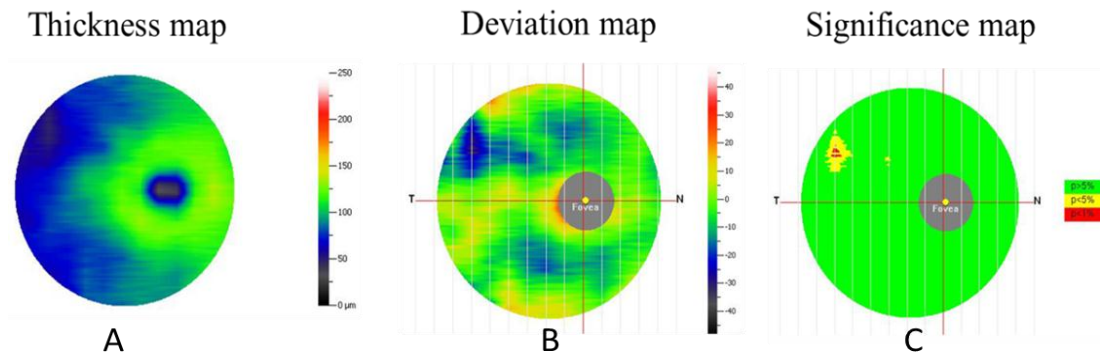 Thickness map
Deviation map
Significance map
250
200
150
100
50
0 µm
A
T
N
Fovea
40
30
20
10
0
-10
-20
-30
-40
B
T
N
Fovea
p>5%
p<5%
p<1%
C